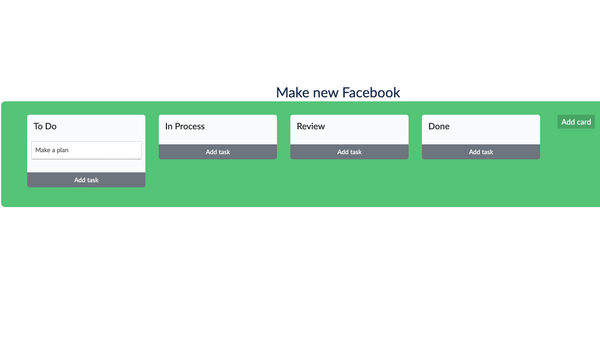 Make new Facebook
To Do
Make a plan
Add task
In Process
Add task
Review
Add task
Done
Add task
Add card